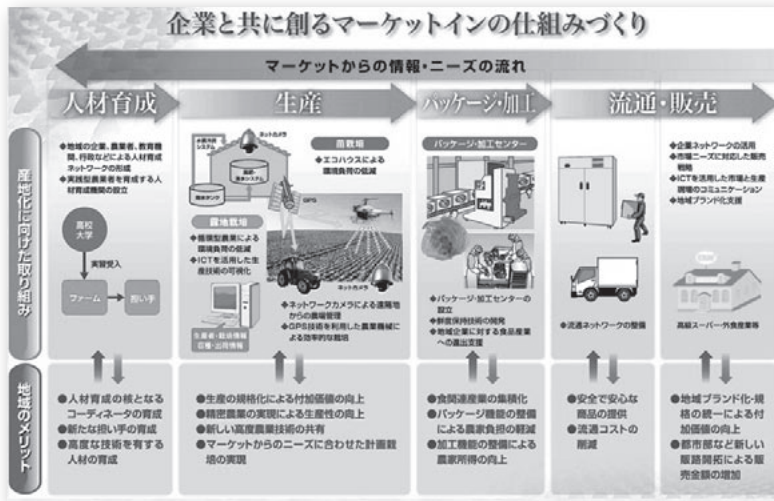 企業と共に創るマーケットインの仕組みづくり
マーケットからの情報・ニーズの流れ
人材育成
生産
パッケージ・加工
流通・販売
産地化に向けた取り組み
◆地域の企業、農業者、教育機
関、行政などによる人材育成
ネットワークの形成
◆実践型農業者を育成する人
材育成機関の設立
高校
大学
実習受入
ファーム
担い手
ネットカメラ
システム
菌栽培
◆エコハウスによる
環境負荷の低減
GPS
露地栽培
◆循環型農業による
環境負荷の低減
◆ICTを活用した生
産技術の可視化
ネットカメラ
生産者・栽培情報
収穫・出荷情報
◆ネットワークカメラによる遠隔地
からの農場管理
◆GPS技術を利用した農業機械に
よる効率的な栽培
パッケージ・加工センター
◆パッケージ・加工センターの
設立
◆鮮度保持技術の開発
◆地域企業に対する食品産業
への進出支援
◆企業ネットワークの活用
◆市場ニーズに対応した販売
戦略
◆ICTを活用した市場と生産
現場のコミュニケーション
◆地域ブランド化支援
◆流通ネットワークの整備
高級スーパー・外食産業等
地域のメリット
●人材育成の核となる
コーディネータの育成
●新たな担い手の育成
●高度な技術を有する
人材の育成
●生産の規格化による付加価値の向上
●精密農業の実現による生産性の向上
●新しい高度農業技術の共有
●マーケットからのニーズに合わせた計画栽
培の実現
●食関連産業の集積化
●パッケージ機能の整備
による農家負担の軽減
●加工機能の整備による
農家所得の向上
●安全で安心な
商品の提供
●流通コストの
削減
●地域ブランド化・規
格の統一による付
加価値の向上
●都市部など新しい
販路開拓による販
売金額の増加